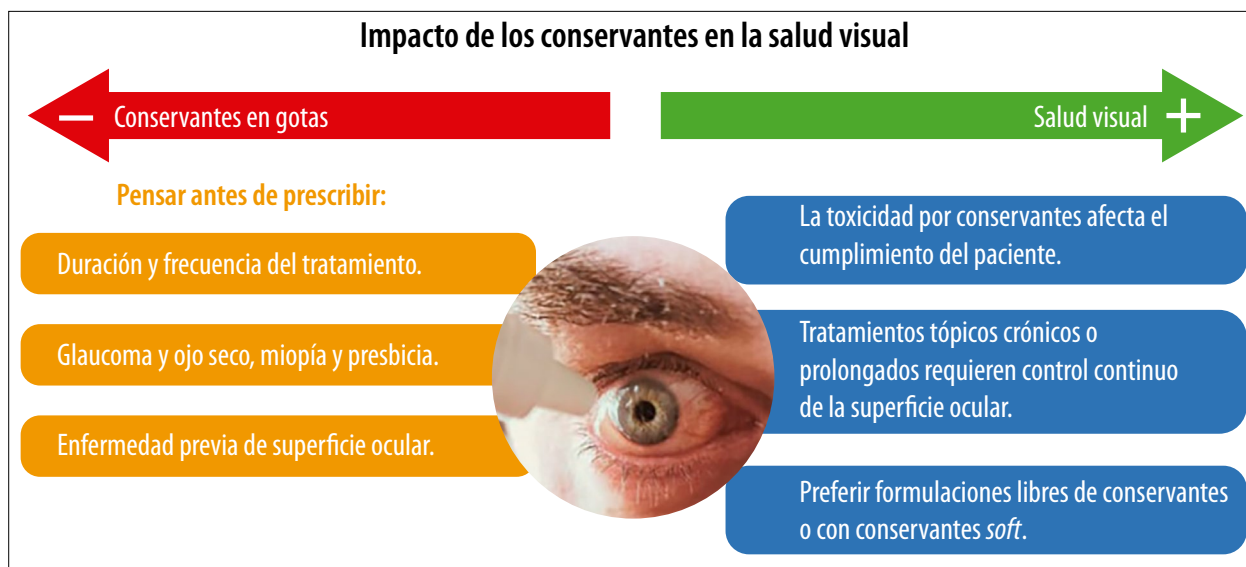 Impacto de los conservantes en la salud visual
− Conservantes en gotas
Salud visual +
Pensar antes de prescribir:
Duración y frecuencia del tratamiento.
Glaucoma y ojo seco, miopía y presbicia.
Enfermedad previa de superficie ocular.
La toxicidad por conservantes afecta el
cumplimiento del paciente.
Tratamientos tópicos crónicos o
prolongados requieren control continuo
de la superficie ocular.
Preferir formulaciones libres de conservantes
o con conservantes soft.